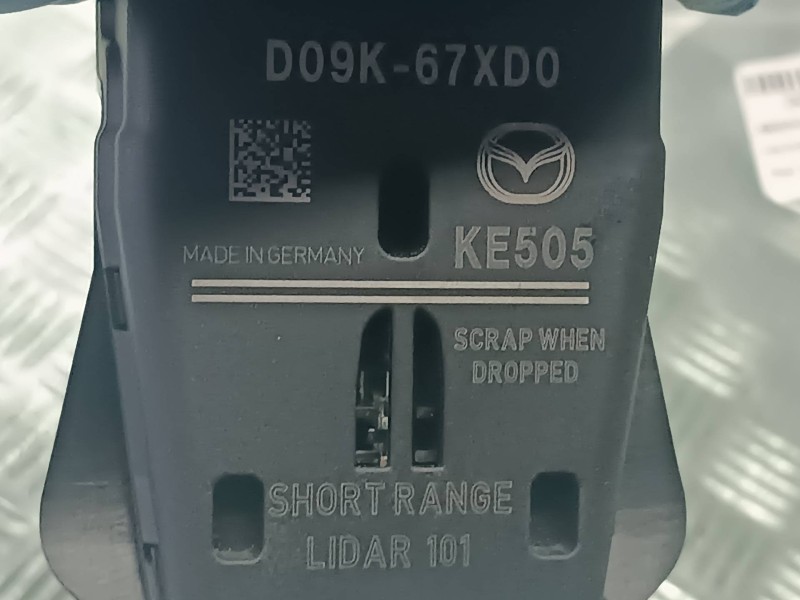 D09K-67XD0
MADE IN GERMANY
KE505
SCRAP WHEN
DROPPED
SHORT RANGE
LIDAR 101